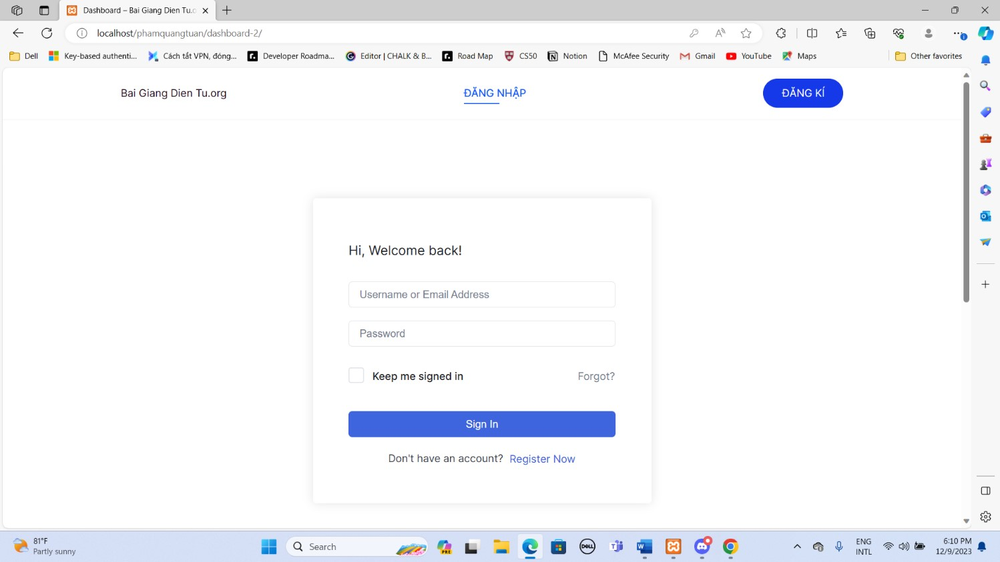 Dashboard – Bai Giang Dien Tu.o
localhost/phamquangtuan/dashboard-2/
Dell
Key-based authenti...
Cách tắt VPN, đóng...
Developer Roadma...
Editor | CHALK & B...
Road Map
CS50
Notion
McAfee Security
Gmail
YouTube
Maps
Other favorites
Bai Giang Dien Tu.org
ĐĂNG NHẬP
ĐĂNG KÍ
Hi, Welcome back!
Username or Email Address
Password
Keep me signed in
Forgot?
Sign In
Don't have an account? Register Now
81°F
Partly sunny
Search
PRE
DELL
ENG
INTL
6:10 PM
12/9/2023